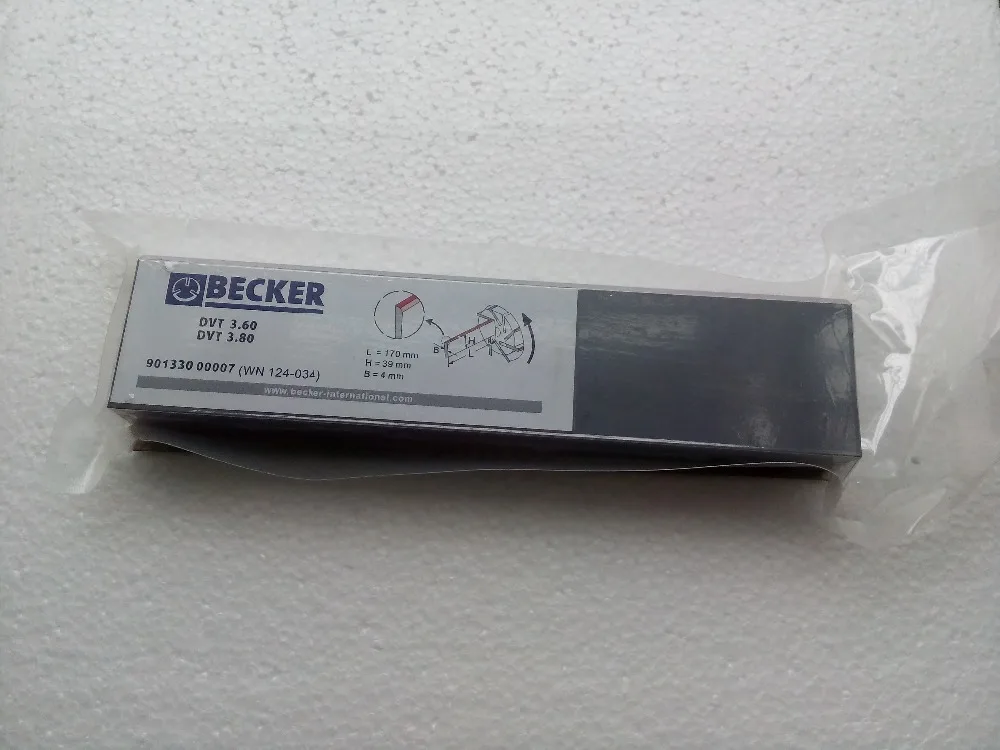 BECKER
DVT 3.60
DVT 3.80
901330 00007 (WN 124-034)
L = 170 mm
H = 39 mm
B = 4 mm
B
H
L
www.becker-international.com